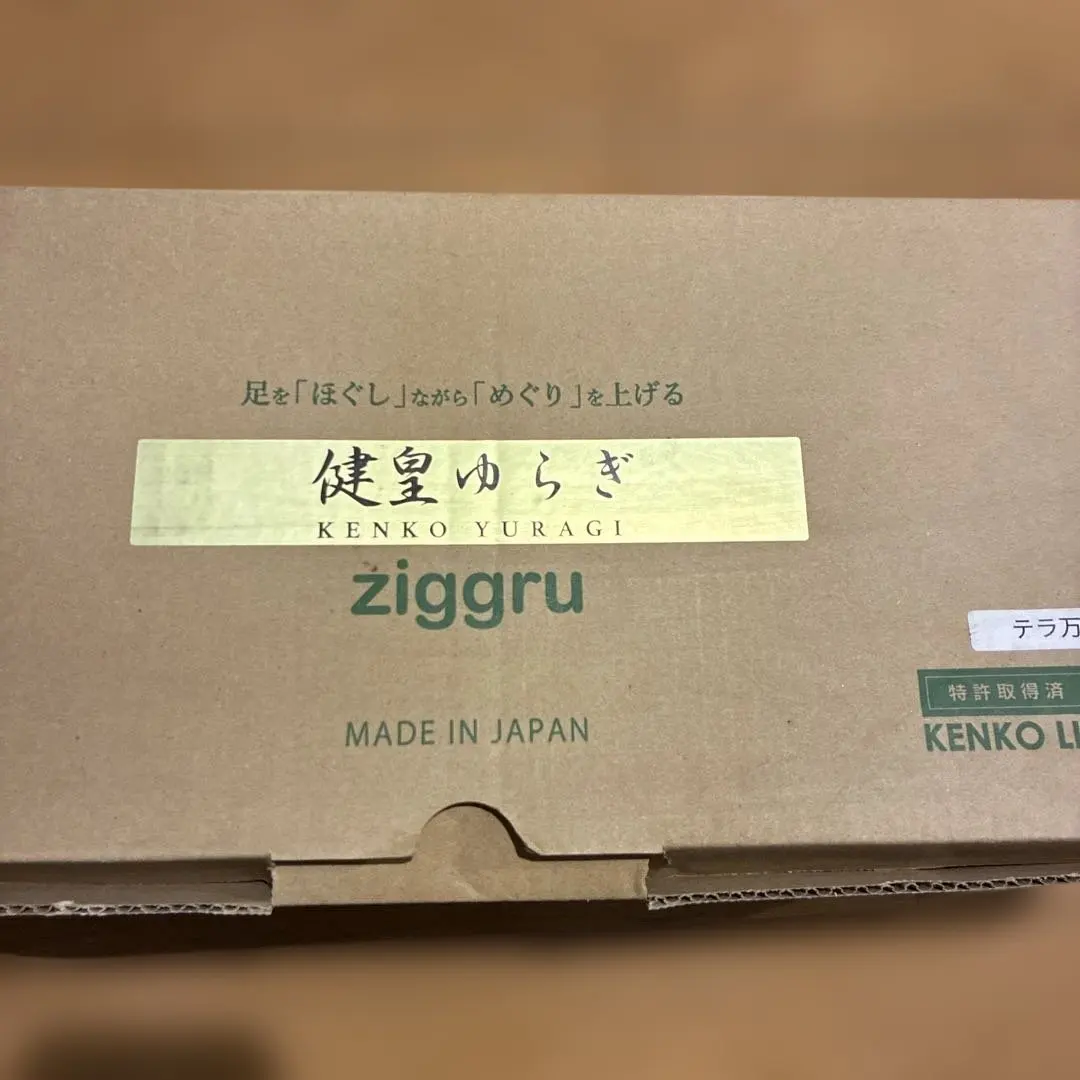 足を「ほぐし」ながら「めぐり」を上げる
健皇ゆらぎ
KENKO YURAGI
ziggru
テラ万
特許取得済
MADE IN JAPAN
KENKO